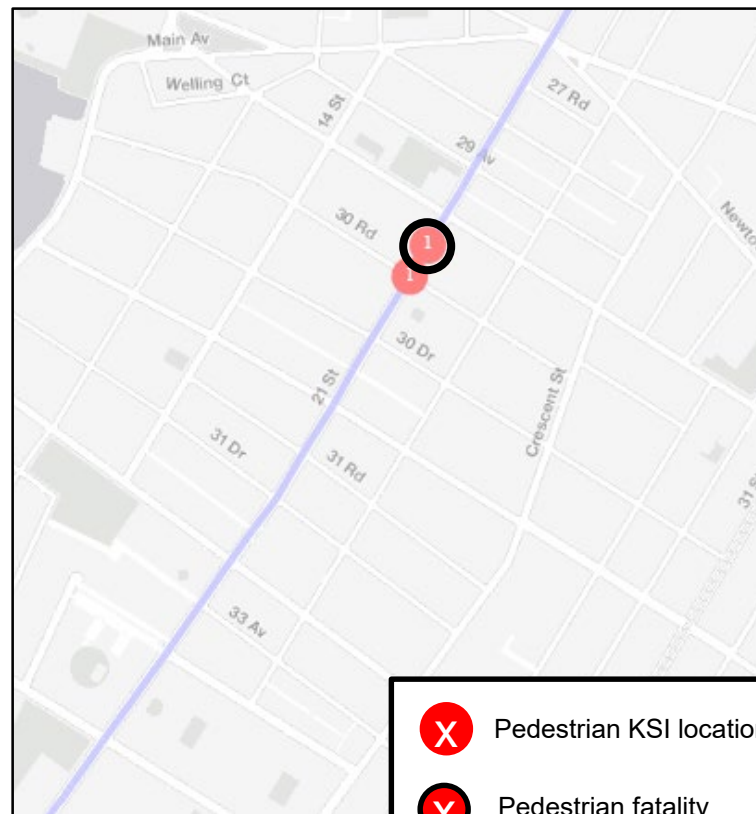 Main Av
Welling Ct
14 St
27 Rd
29 Av
30 Rd
Newto
1
1
30 Dr
21 St
Crescent St
31 Dr
31 Rd
31 S
33 Av
X Pedestrian KSI location
X Pedestrian fatality